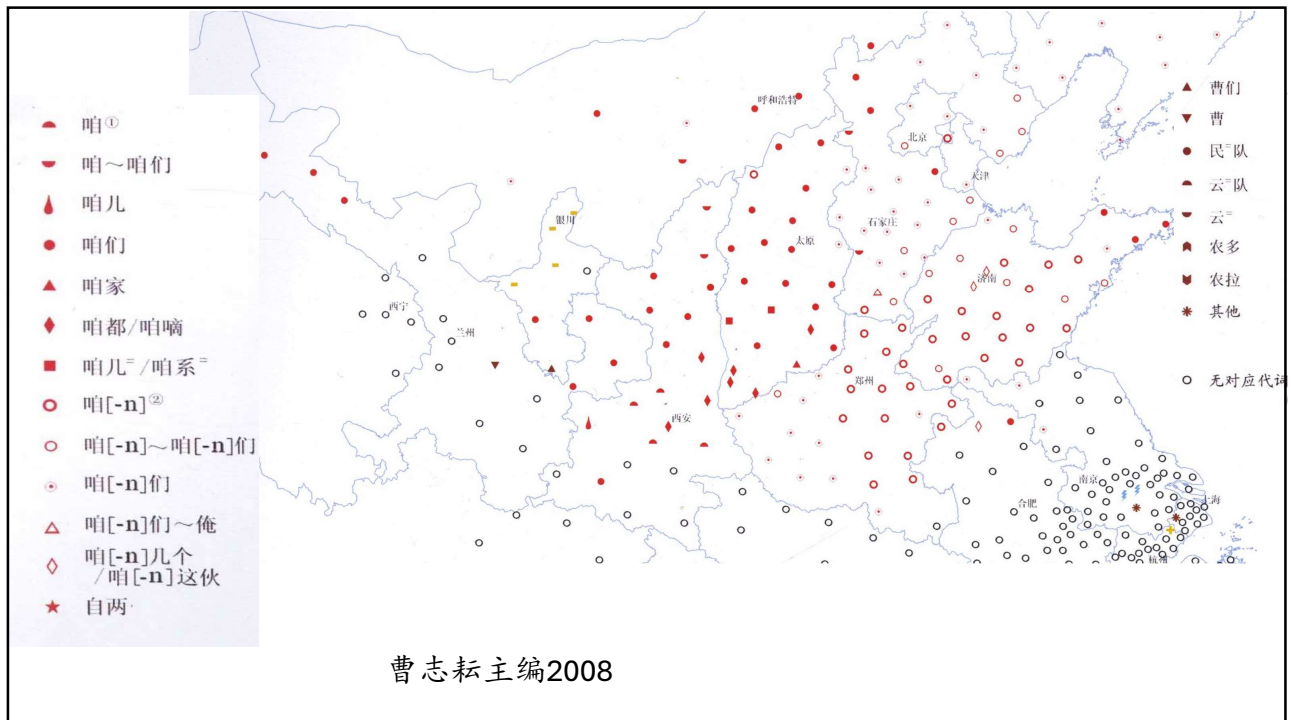 咱①
咱～咱们
咱儿
咱们
咱家
咱都/咱嘀
咱儿⁼/咱系⁼
咱[-n]②
咱[-n]～咱[-n]们
咱[-n]们
咱[-n]们～俺
咱[-n]几个
/咱[-n]这伙
自两
呼和浩特
北京
天津
银川
石家庄
太原
济南
西宁
兰州
郑州
西安
南京
合肥
上海
杭州
曹们
曹
民⁼队
云⁼队
云⁼
农多
农拉
其他
无对应代词
曹志耘主编2008